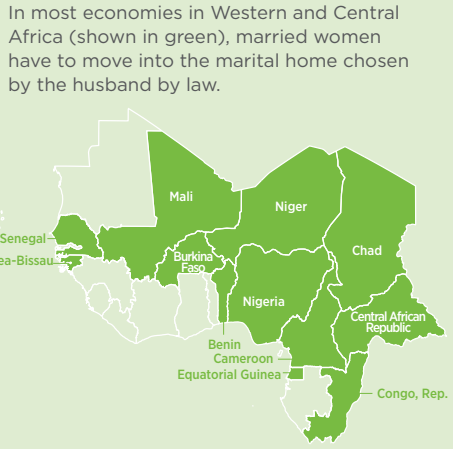 In most economies in Western and Central
Africa (shown in green), married women
have to move into the marital home chosen
by the husband by law.
Mali
Niger
Senegal
Chad
ea-Bissau
Burkina
Faso
Nigeria
Central African
Republic
Benin
Cameroon
Equatorial Guinea
Congo, Rep.